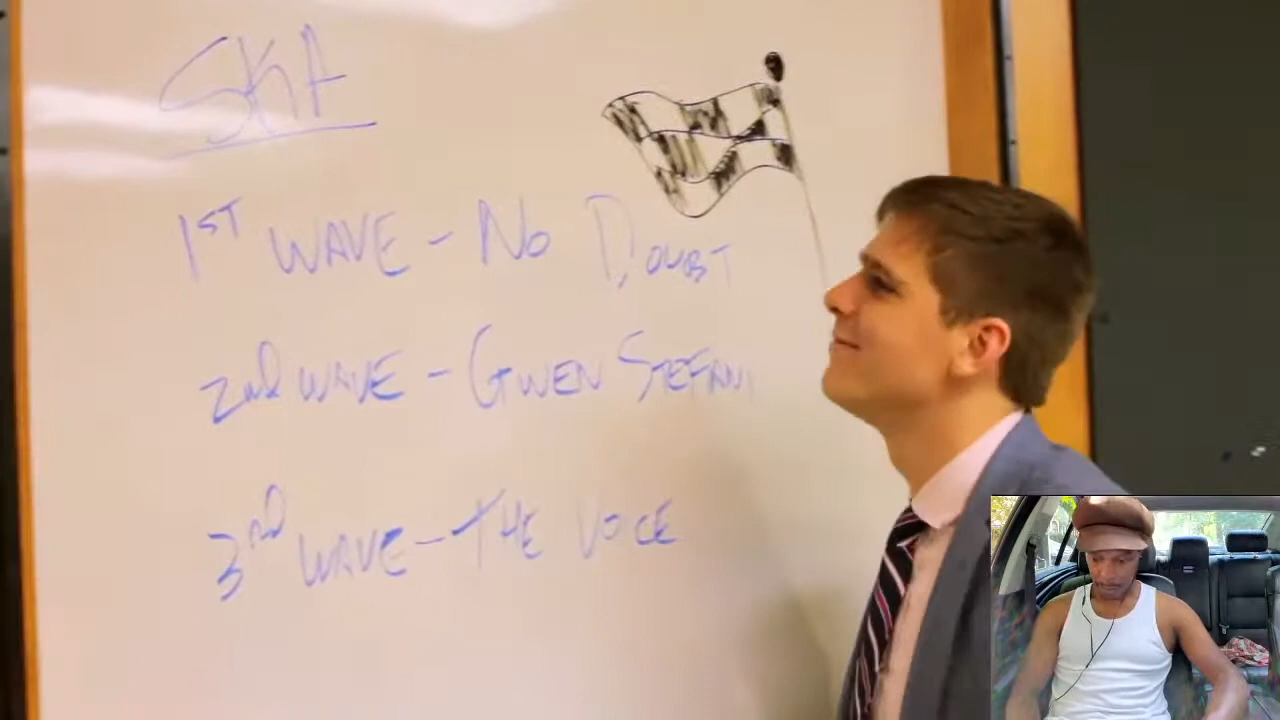 SKA
1ST WAVE - NO DOUBT
2nd WAVE - GWEN STEFANI
3rd WAVE - THE VOICE